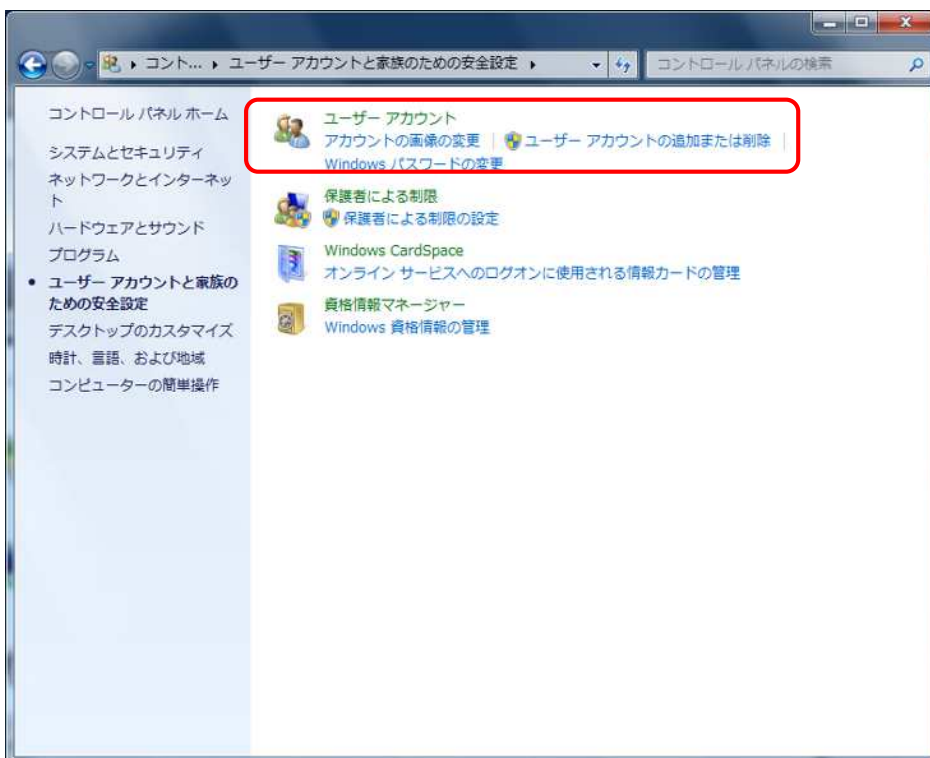 コント... ▸ ユーザー アカウントと家族のための安全設定 ▸
コントロール パネルの検索
コントロール パネル ホーム
システムとセキュリティ
ネットワークとインターネッ
ト
ハードウェアとサウンド
プログラム
• ユーザー アカウントと家族の
ための安全設定
デスクトップのカスタマイズ
時計、言語、および地域
コンピューターの簡単操作
ユーザー アカウント
アカウントの画像の変更 | ユーザー アカウントの追加または削除 |
Windows パスワードの変更
保護者による制限
保護者による制限の設定
Windows CardSpace
オンライン サービスへのログオンに使用される情報カードの管理
資格情報マネージャー
Windows 資格情報の管理